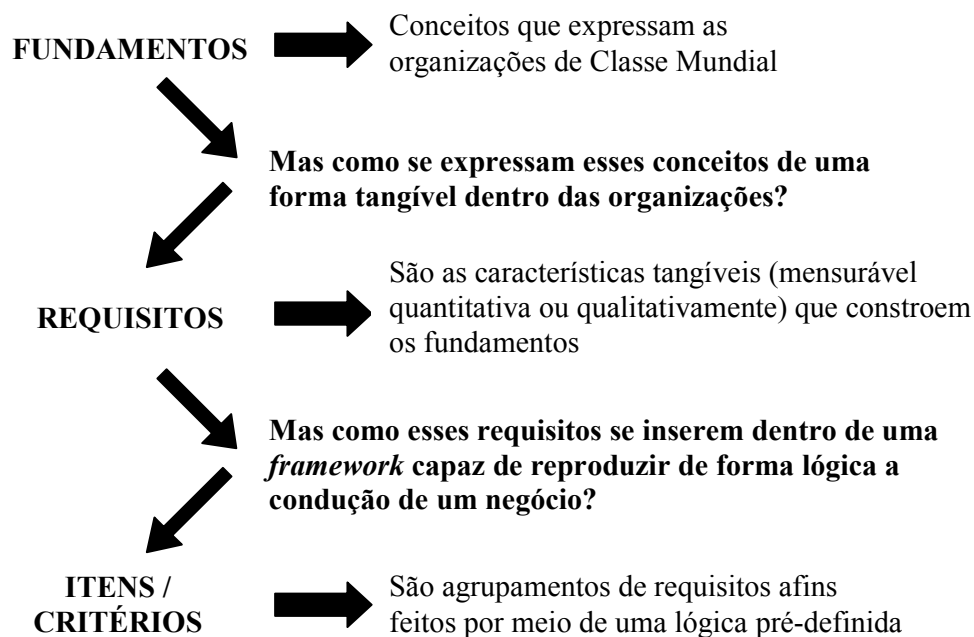 FUNDAMENTOS
Conceitos que expressam as
organizações de Classe Mundial
Mas como se expressam esses conceitos de uma
forma tangível dentro das organizações?
REQUISITOS
São as características tangíveis (mensurável
quantitativa ou qualitativamente) que constroem
os fundamentos
Mas como esses requisitos se inserem dentro de uma
framework capaz de reproduzir de forma lógica a
condução de um negócio?
ITENS /
CRITÉRIOS
São agrupamentos de requisitos afins
feitos por meio de uma lógica pré-definida